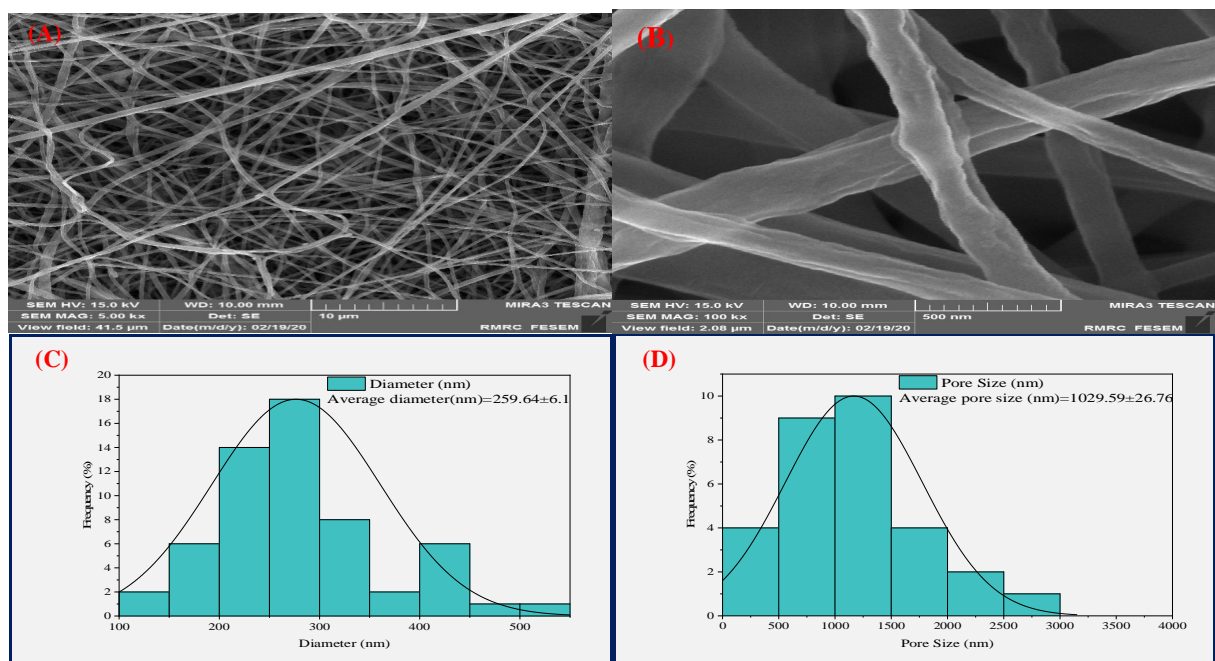 (A)
SEM HV: 15.0 kV WD: 10.00 mm MIRA3 TESCAN
SEM MAG: 5.00 kx Det: SE 10 µm
View field: 41.5 µm Date(m/d/y): 02/19/20 RMRC FESEM
(B)
SEM HV: 15.0 kV WD: 10.00 mm MIRA3 TESCAN
SEM MAG: 100 kx Det: SE 500 nm
View field: 2.08 µm Date(m/d/y): 02/19/20 RMRC FESEM
(C)
Diameter (nm)
Average diameter(nm)=259.64±6.1
Frequency (%)
20
18
16
14
12
10
8
6
4
2
0
100 200 300 400 500
Diameter (nm)
(D)
Pore Size (nm)
Average pore size (nm)=1029.59±26.76
Frequency (%)
10
8
6
4
2
0
0 500 1000 1500 2000 2500 3000 3500 4000
Pore Size (nm)